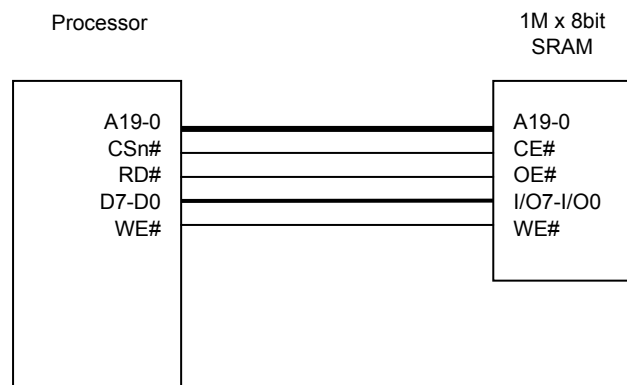 Processor
1M x 8bit
SRAM
A19-0
CSn#
RD#
D7-D0
WE#
A19-0
CE#
OE#
I/O7-I/O0
WE#